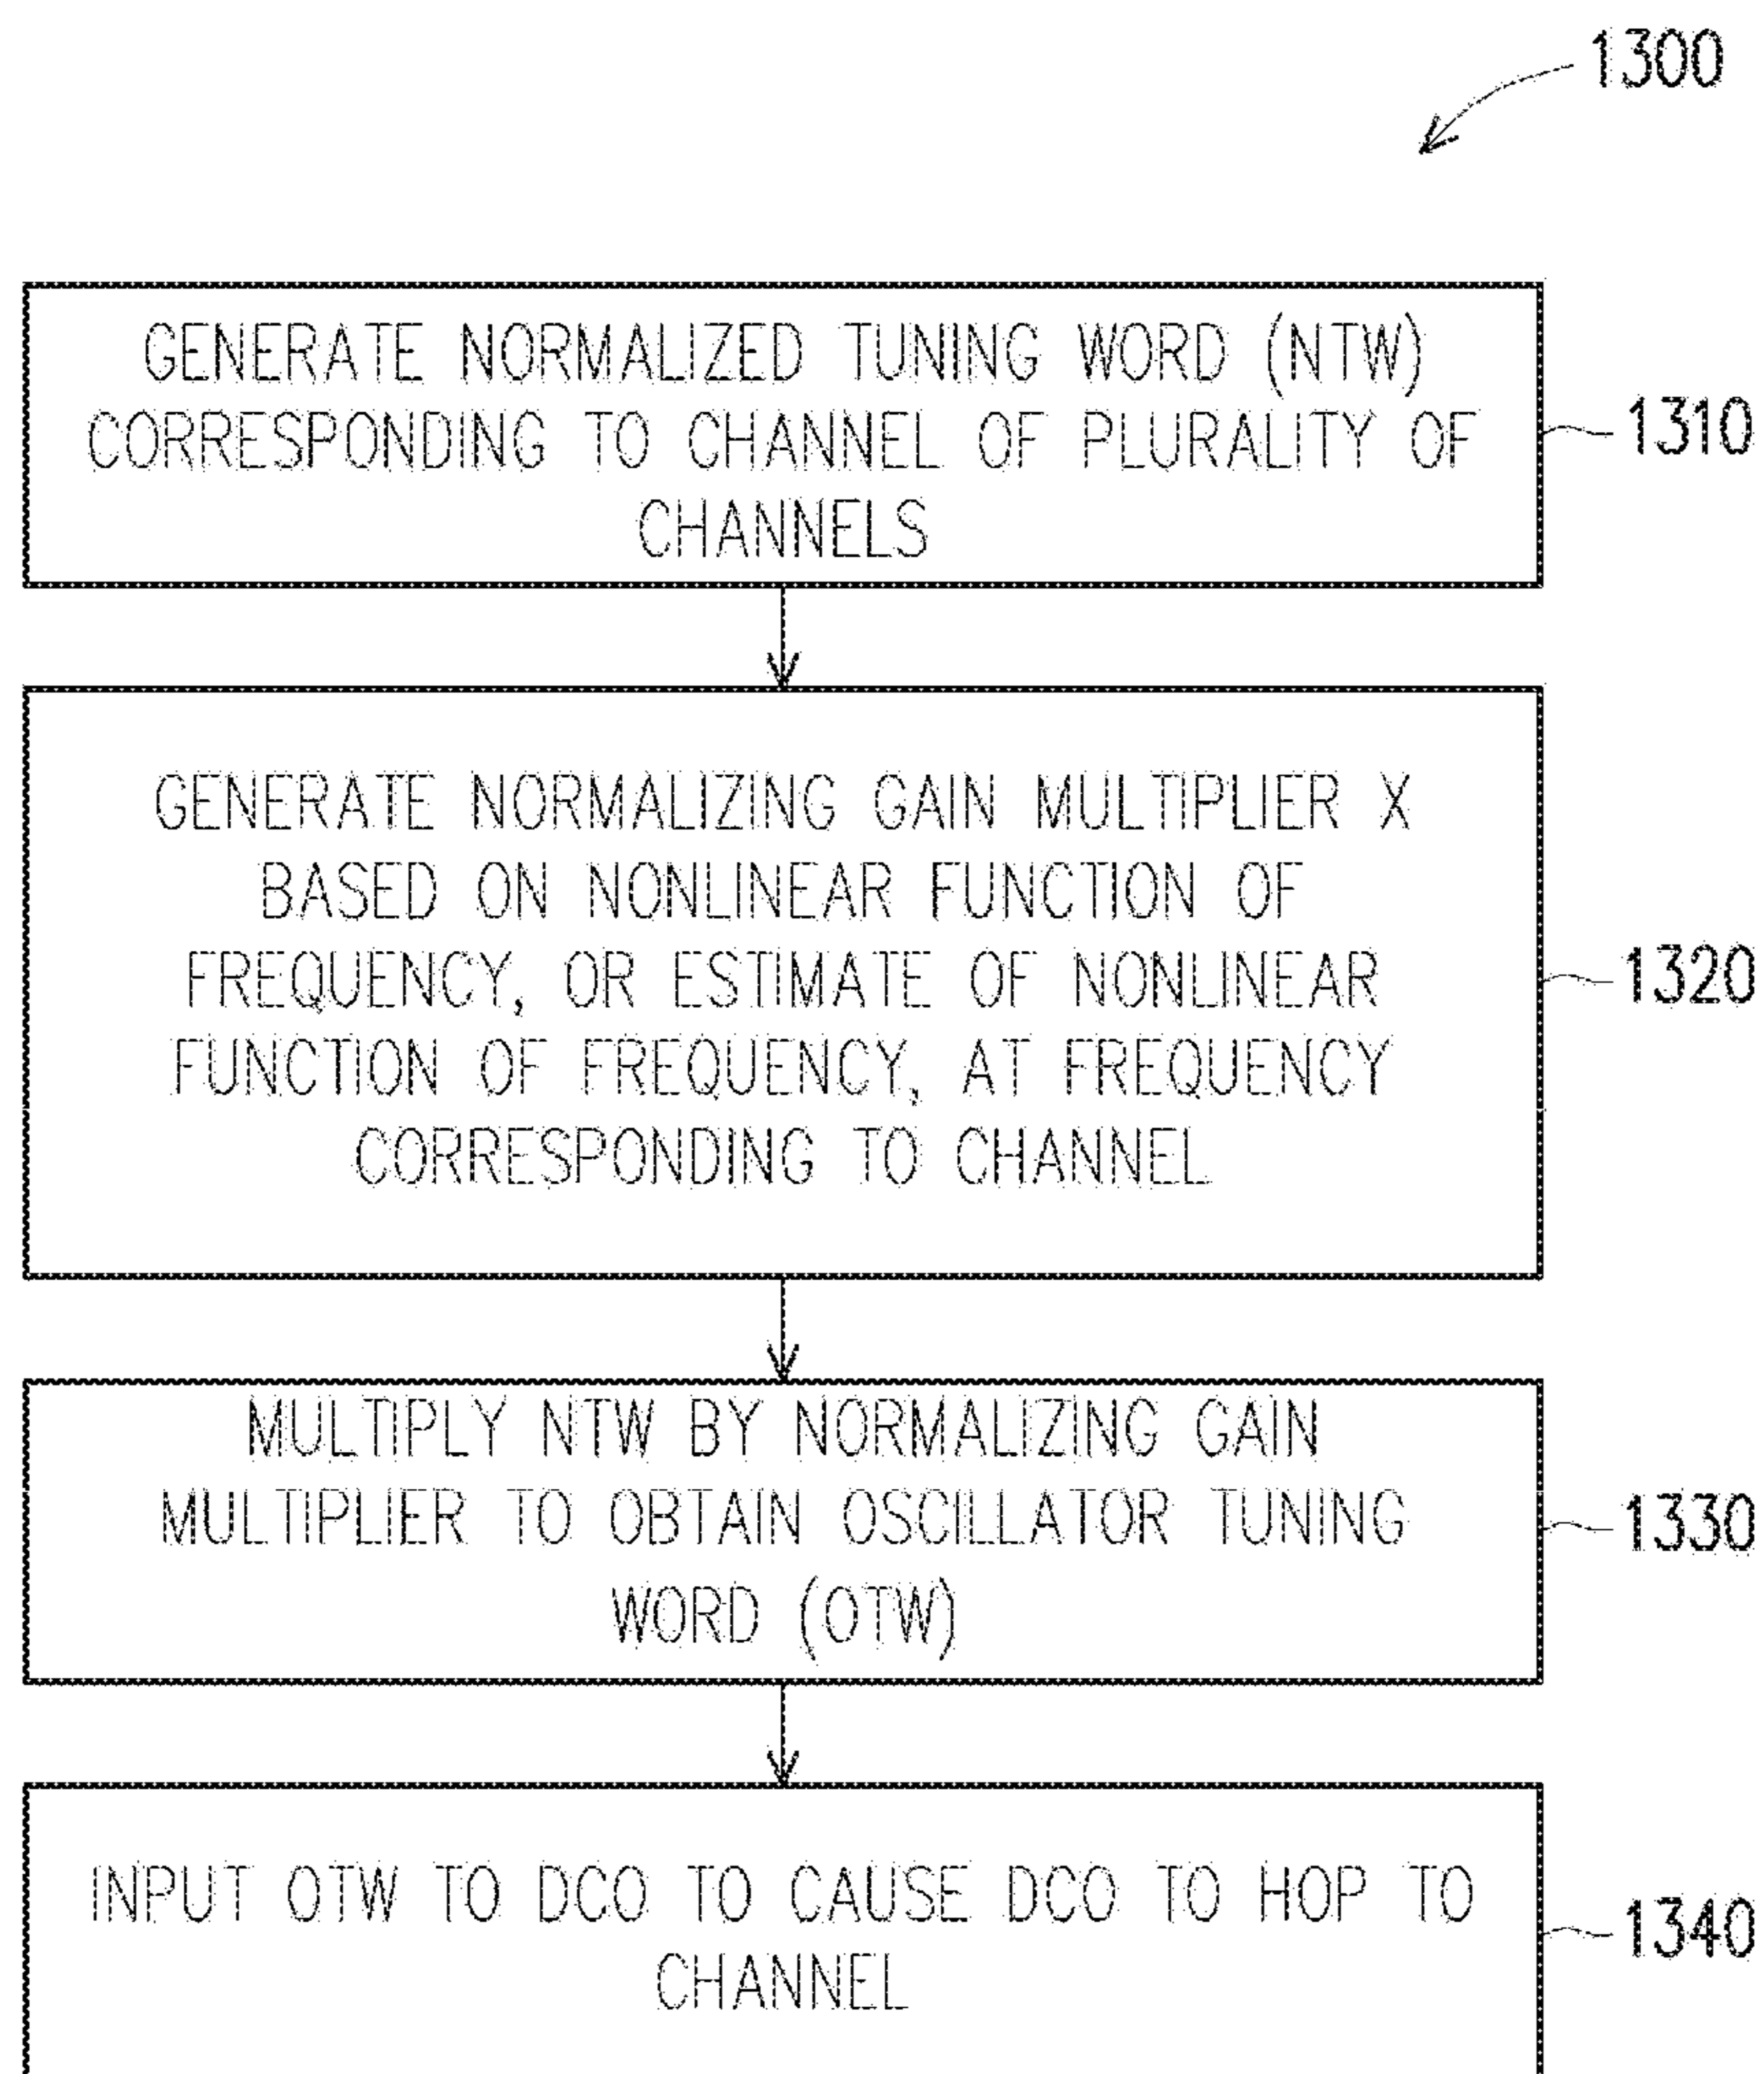 1300
GENERATE NORMALIZED TUNING WORD (NTW)
CORRESPONDING TO CHANNEL OF PLURALITY OF
CHANNELS
1310
GENERATE NORMALIZING GAIN MULTIPLIER X
BASED ON NONLINEAR FUNCTION OF
FREQUENCY, OR ESTIMATE OF NONLINEAR
FUNCTION OF FREQUENCY, AT FREQUENCY
CORRESPONDING TO CHANNEL
1320
MULTIPLY NTW BY NORMALIZING GAIN
MULTIPLIER TO OBTAIN OSCILLATOR TUNING
WORD (OTW)
1330
INPUT OTW TO DCO TO CAUSE DCO TO HOP TO
CHANNEL
1340